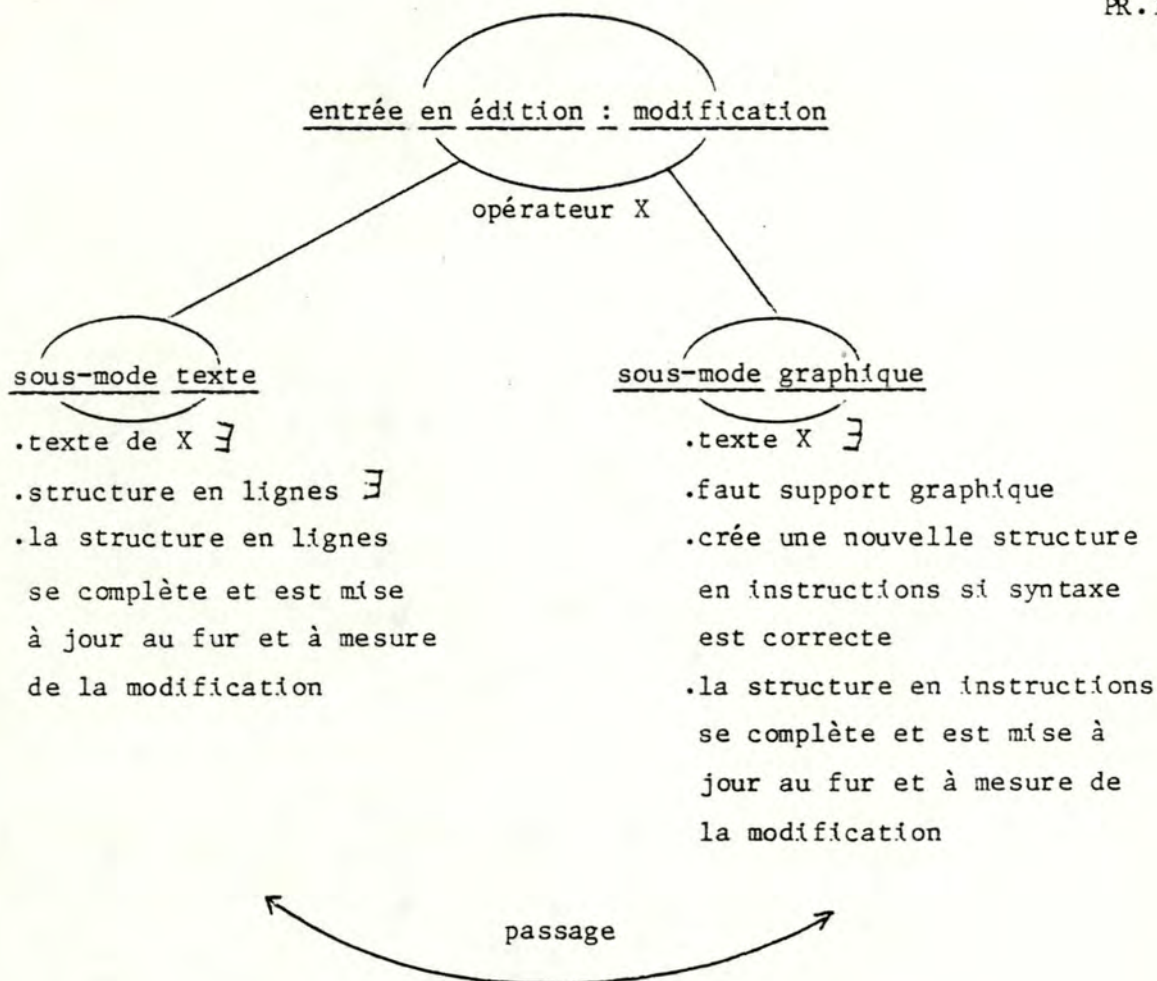 PR.
entrée en édition : modification
opérateur X
sous-mode texte
.texte de X ∃
.structure en lignes ∃
.la structure en lignes
se complète et est mise
à jour au fur et à mesure
de la modification
sous-mode graphique
.texte X ∃
.faut support graphique
.crée une nouvelle structure
en instructions si syntaxe
est correcte
.la structure en instructions
se complète et est mise à
jour au fur et à mesure de
la modification
passage